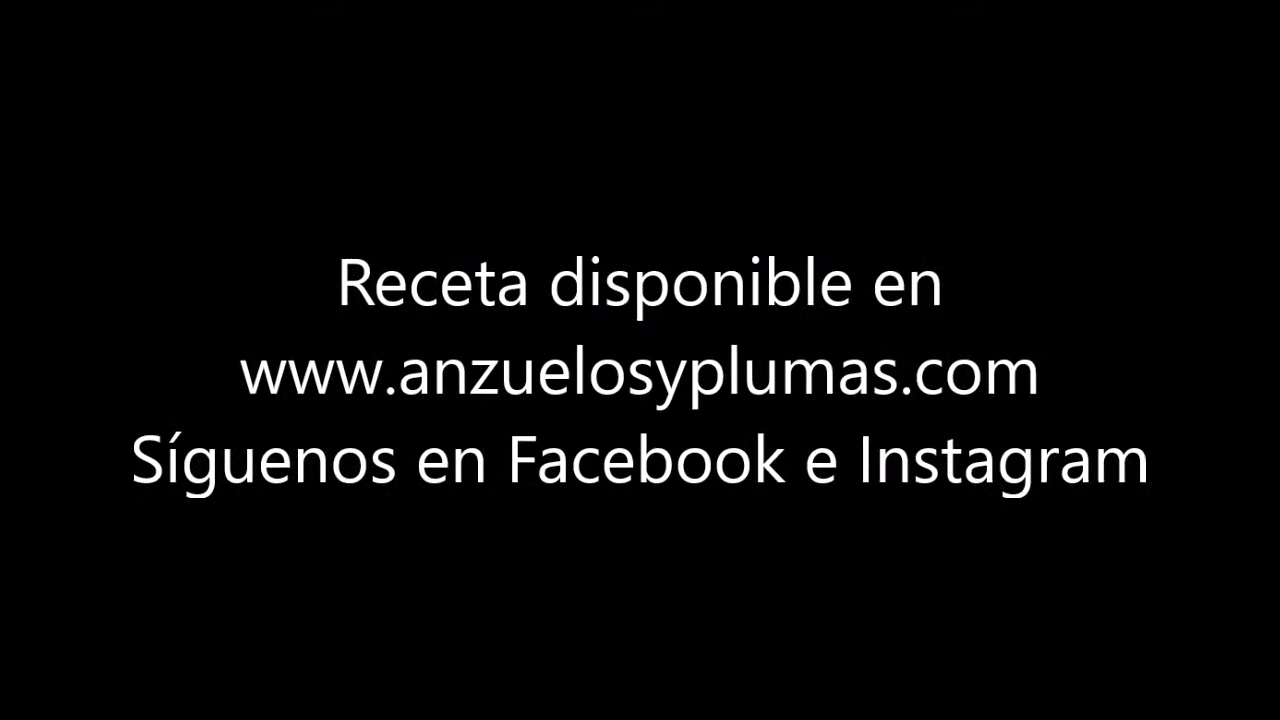 Receta disponible en
www.anzuelosyplumas.com
Síguenos en Facebook e Instagram